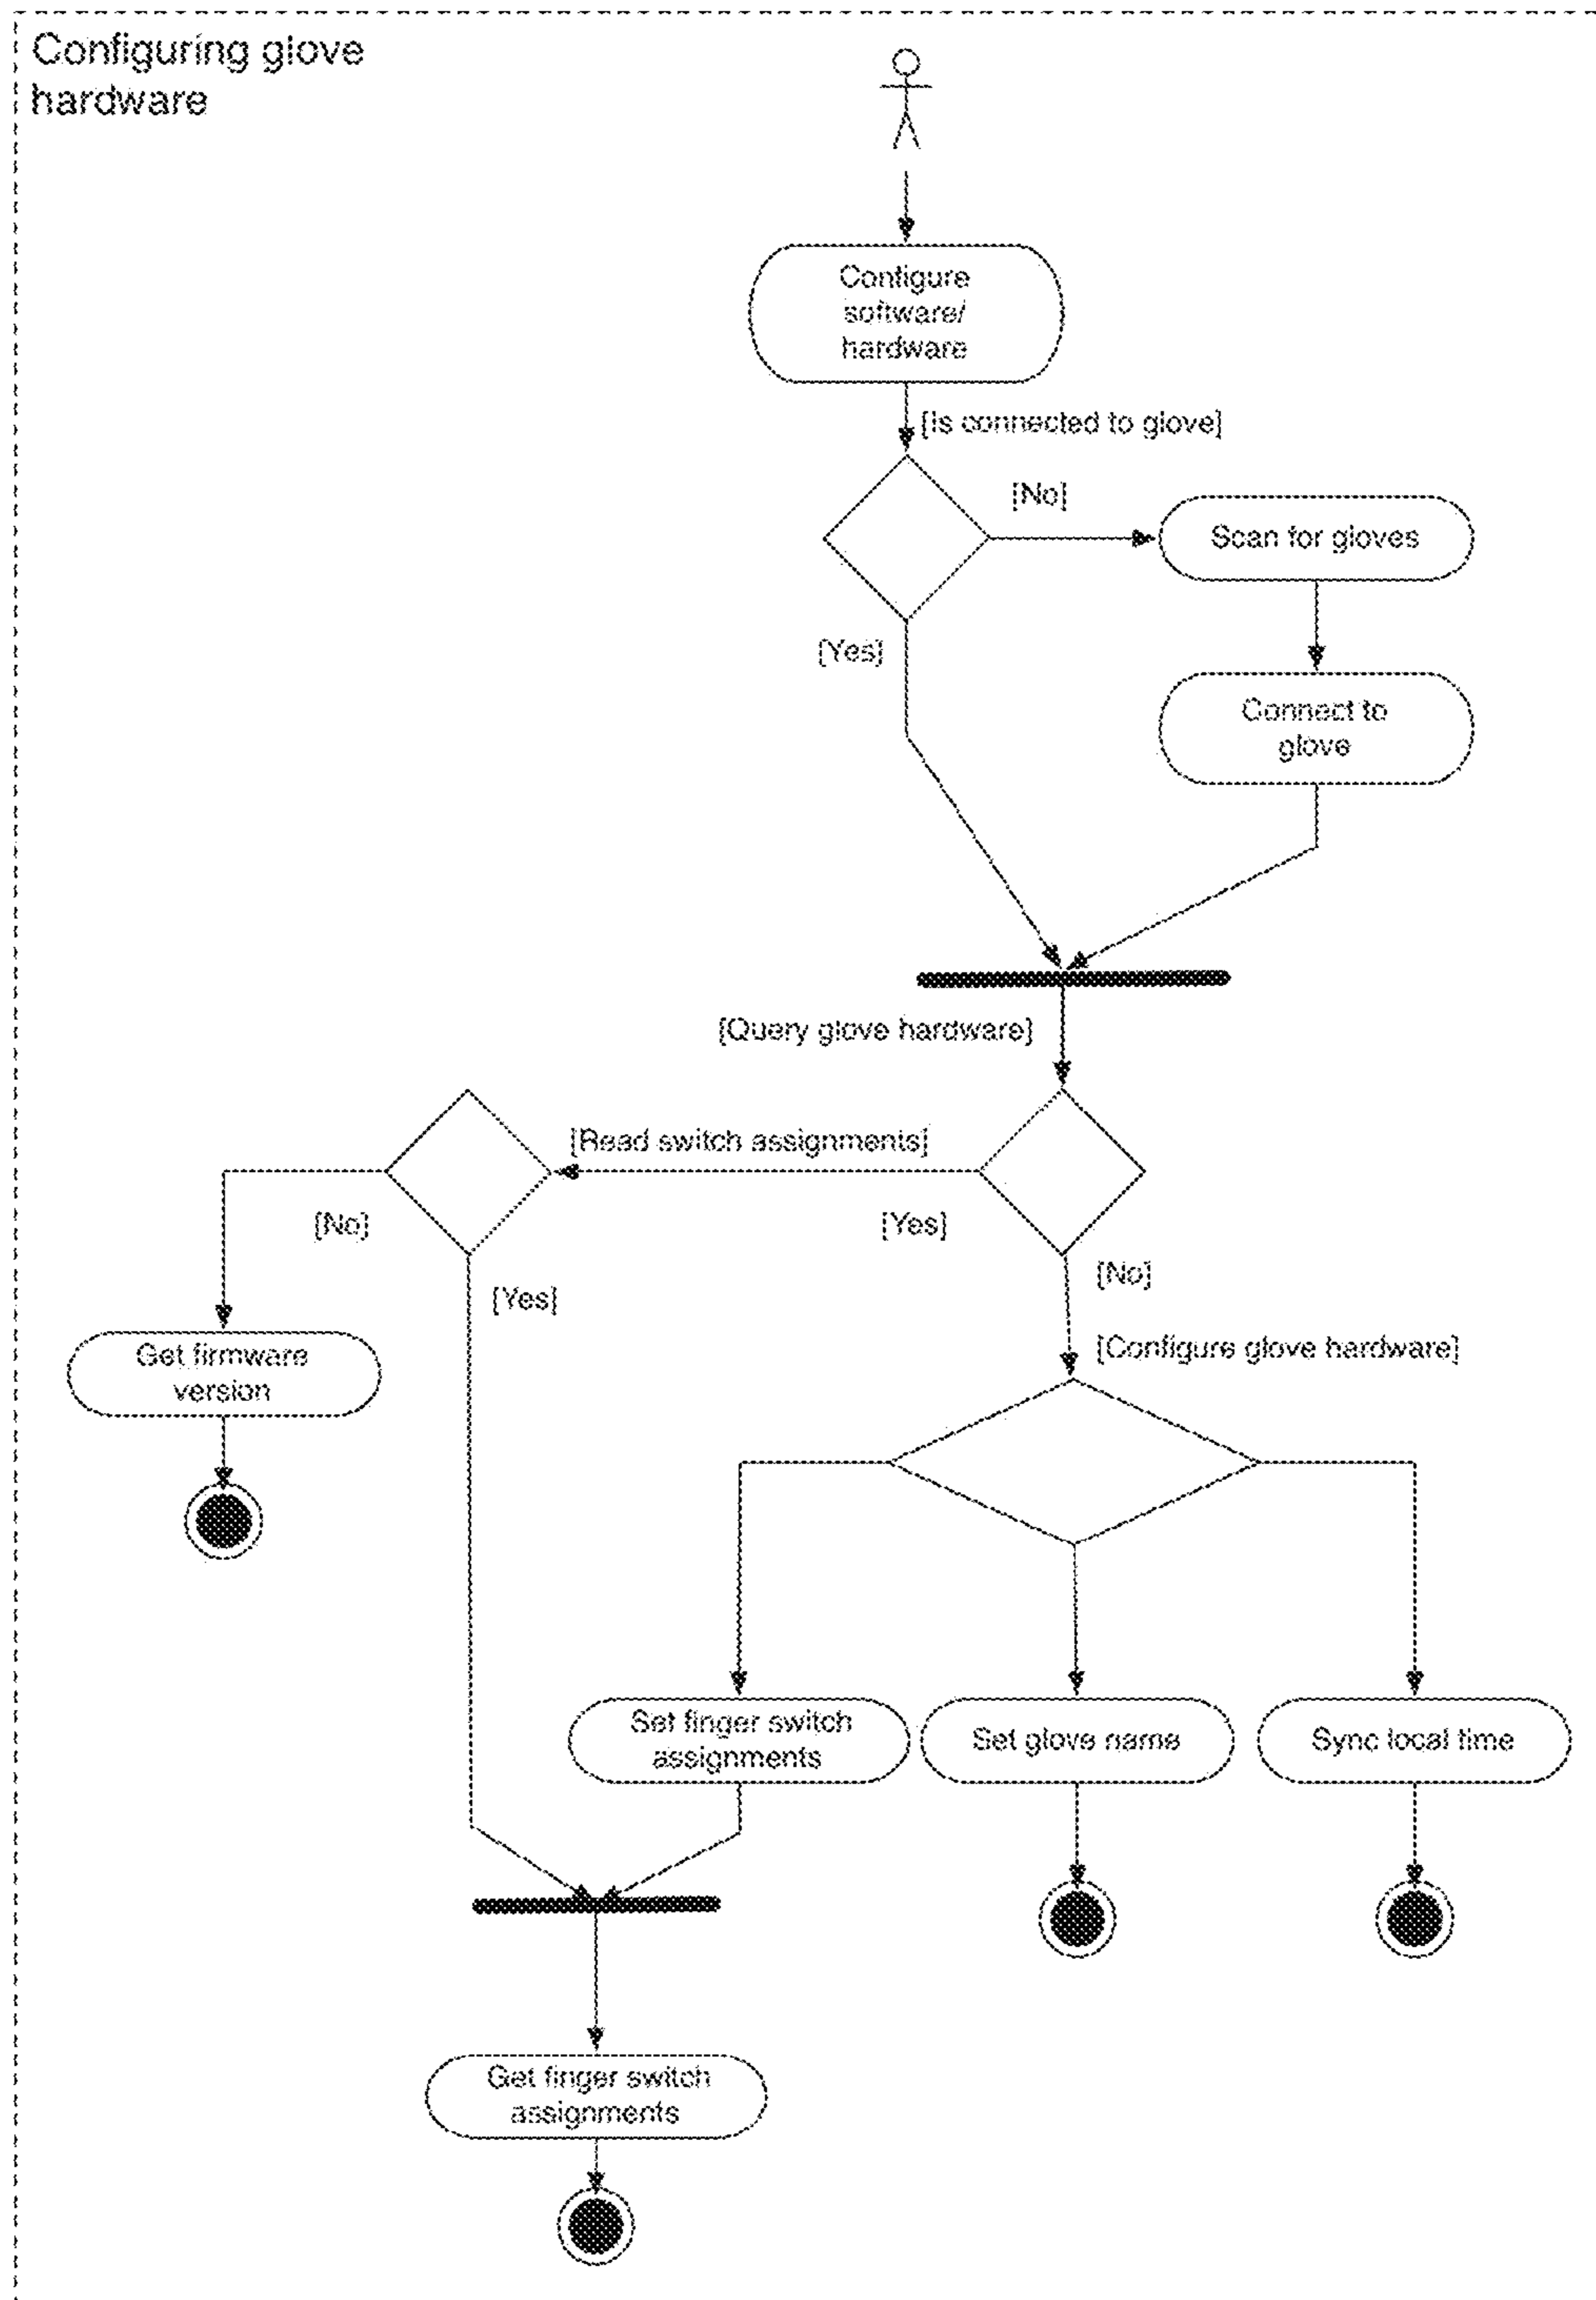 Configuring glove
hardware
Configure
software/
hardware
[Is connected to glove]
[No]
Scan for gloves
[Yes]
Connect to
glove
[Query glove hardware]
[Read switch assignments]
[No]
[Yes]
[Yes]
[No]
[Configure glove hardware]
Get firmware
version
Set finger switch
assignments
Set glove name
Sync local time
Get finger switch
assignments